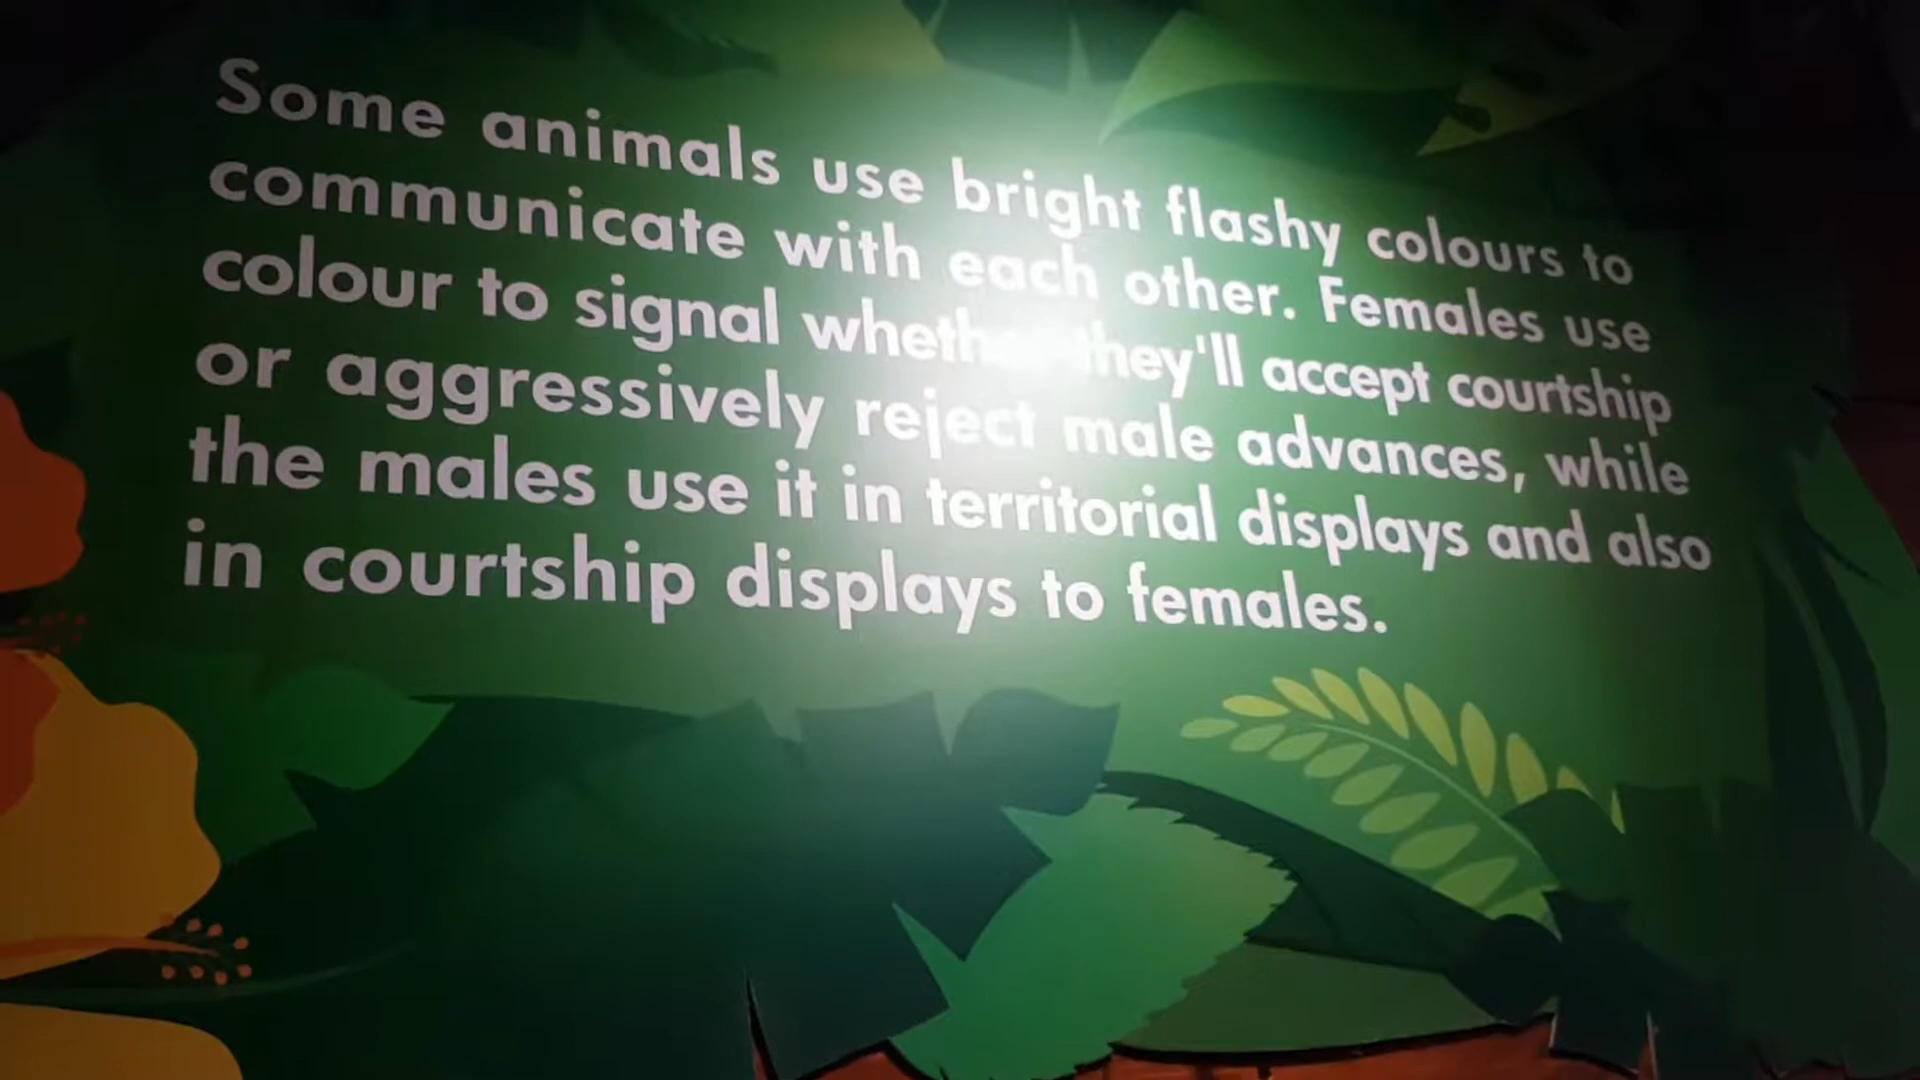 Some animals use bright flashy colours to
communicate with each other. Females use
colour to signal whether they'll accept courtship
or aggressively reject male advances, while
the males use it in territorial displays and also
in courtship displays to females.